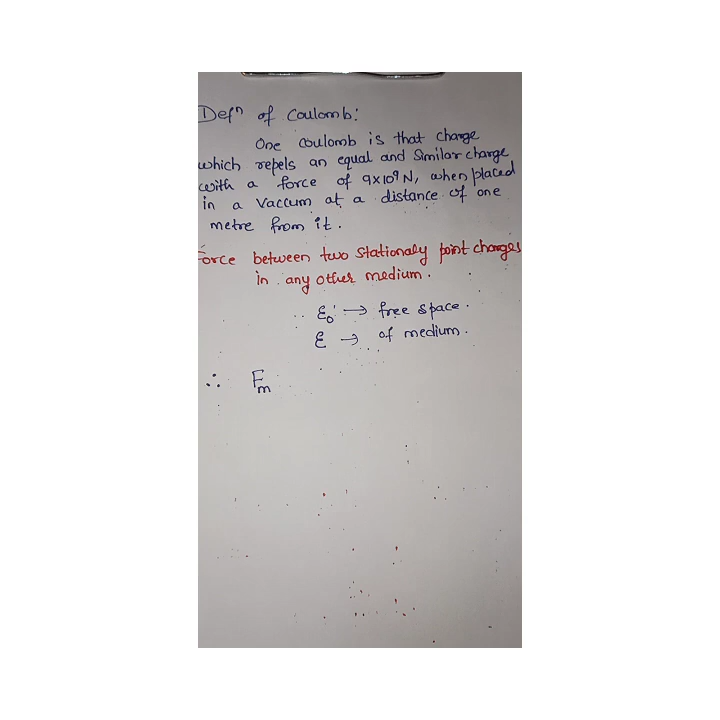 Defⁿ of Coulomb:
One coulomb is that charge
which repels an equal and Similar charge
with a force of 9x10⁹ N, when placed
in a Vaccum at a distance of one
metre from it.
Force between two stationaly point charges
in any other medium.
ε₀ → free space.
ε → of medium.
∴ Fm